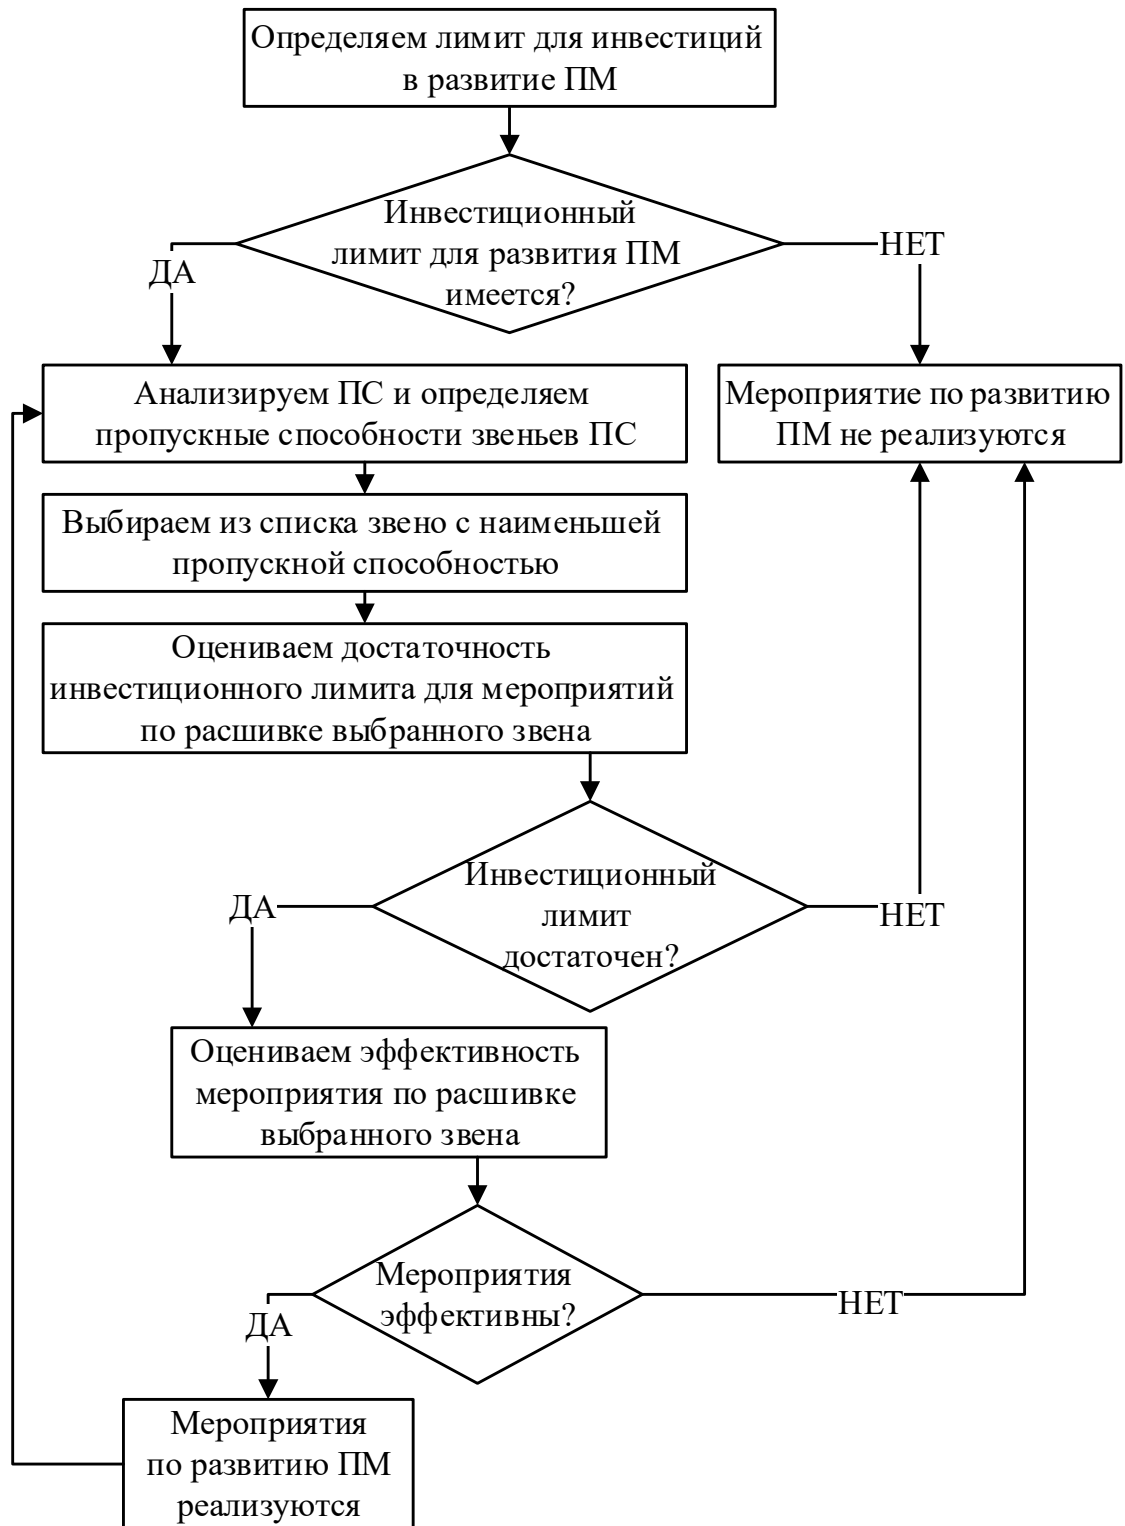 Определяем лимит для инвестиций
в развитие ПМ
Инвестиционный
лимит для развития ПМ
имеется?
ДА
НЕТ
Анализируем ПС и определяем
пропускные способности звеньев ПС
Мероприятие по развитию
ПМ не реализуются
Выбираем из списка звено с наименьшей
пропускной способностью
Оцениваем достаточность
инвестиционного лимита для мероприятий
по расшивке выбранного звена
Инвестиционный
лимит
достаточен?
ДА
НЕТ
Оцениваем эффективность
мероприятия по расшивке
выбранного звена
Мероприятия
эффективны?
ДА
НЕТ
Мероприятия
по развитию ПМ
реализуются